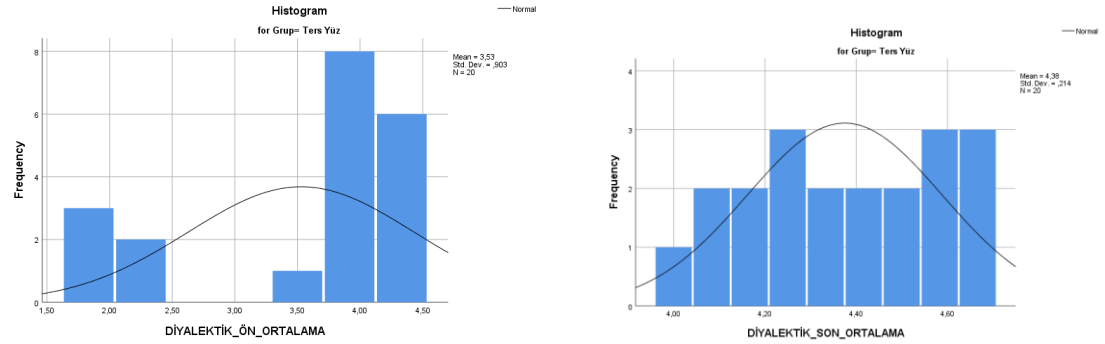 Histogram
Normal
for Grup= Ters Yüz
Mean = 3,53
Std. Dev. = ,903
N = 20
Frequency
8
6
4
2
0
1,50 2,00 2,50 3,00 3,50 4,00 4,50
DİYALEKTİK_ÖN_ORTALAMA
Histogram
Normal
for Grup= Ters Yüz
Mean = 4,38
Std. Dev. = ,214
N = 20
Frequency
4
3
2
1
0
4,00 4,20 4,40 4,60
DİYALEKTİK_SON_ORTALAMA